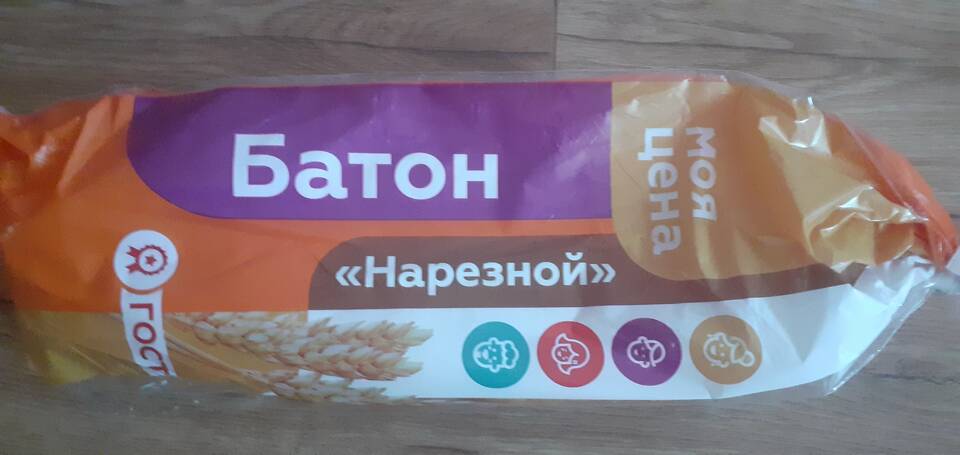 Батон
«Нарезной»
моя
цена
ГОСТ